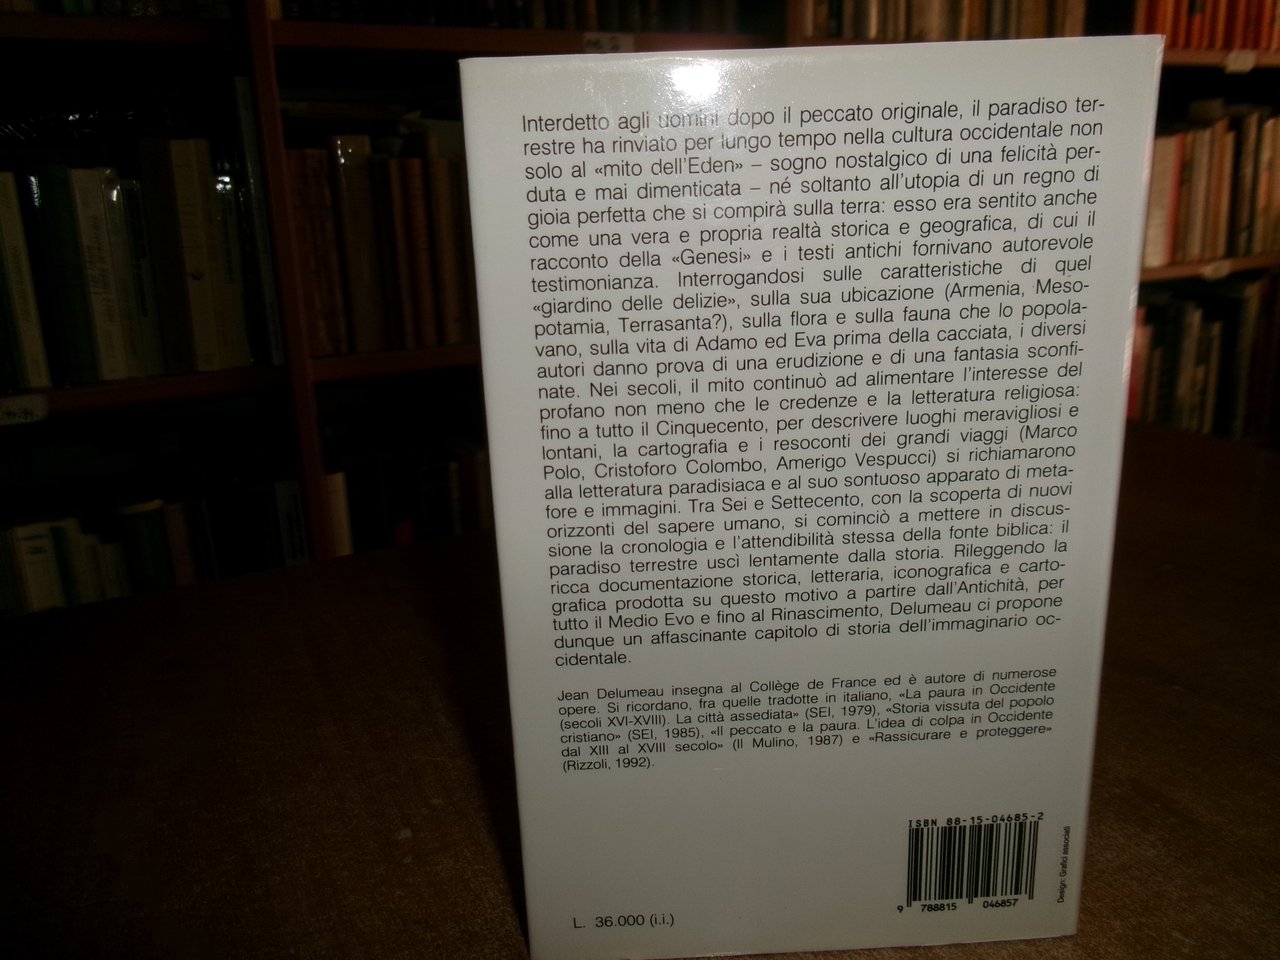 Interdetto agli uomini dopo il peccato originale, il paradiso ter-
restre ha rinviato per lungo tempo nella cultura occidentale non
solo al «mito dell'Eden» – sogno nostalgico di una felicità per-
duta e mai dimenticata – né soltanto all'utopia di un regno di
gioia perfetta che si compirà sulla terra: esso era sentito anche
come una vera e propria realtà storica e geografica, di cui il
racconto della «Genesi» e i testi antichi fornivano autorevole
testimonianza. Interrogandosi sulle caratteristiche di quel
«giardino delle delizie», sulla sua ubicazione (Armenia, Meso-
potamia, Terrasanta?), sulla flora e sulla fauna che lo popola-
vano, sulla vita di Adamo ed Eva prima della cacciata, i diversi
autori danno prova di una erudizione e di una fantasia sconfi-
nate. Nei secoli, il mito continuò ad alimentare l'interesse del
profano non meno che le credenze e la letteratura religiosa:
fino a tutto il Cinquecento, per descrivere luoghi meravigliosi e
lontani, la cartografia e i resoconti dei grandi viaggi (Marco
Polo, Cristoforo Colombo, Amerigo Vespucci) si richiamarono
alla letteratura paradisiaca e al suo sontuoso apparato di meta-
fore e immagini. Tra Sei e Settecento, con la scoperta di nuovi
orizzonti del sapere umano, si cominciò a mettere in discus-
sione la cronologia e l'attendibilità stessa della fonte biblica: il
paradiso terrestre uscì lentamente dalla storia. Rileggendo la
ricca documentazione storica, letteraria, iconografica e carto-
grafica prodotta su questo motivo a partire dall'Antichità, per
tutto il Medio Evo e fino al Rinascimento, Delumeau ci propone
dunque un affascinante capitolo di storia dell'immaginario oc-
cidentale.
Jean Delumeau insegna al Collège de France ed è autore di numerose
opere. Si ricordano, fra quelle tradotte in italiano, «La paura in Occidente
(secoli XVI-XVIII). La città assediata» (SEI, 1979), «Storia vissuta del popolo
cristiano» (SEI, 1985), «Il peccato e la paura. L'idea di colpa in Occidente
dal XIII al XVIII secolo» (Il Mulino, 1987) e «Rassicurare e proteggere»
(Rizzoli, 1992).
ISBN 88-15-04685-2
9 788815 046857
Design: Grafici associati
L. 36.000 (i.i.)